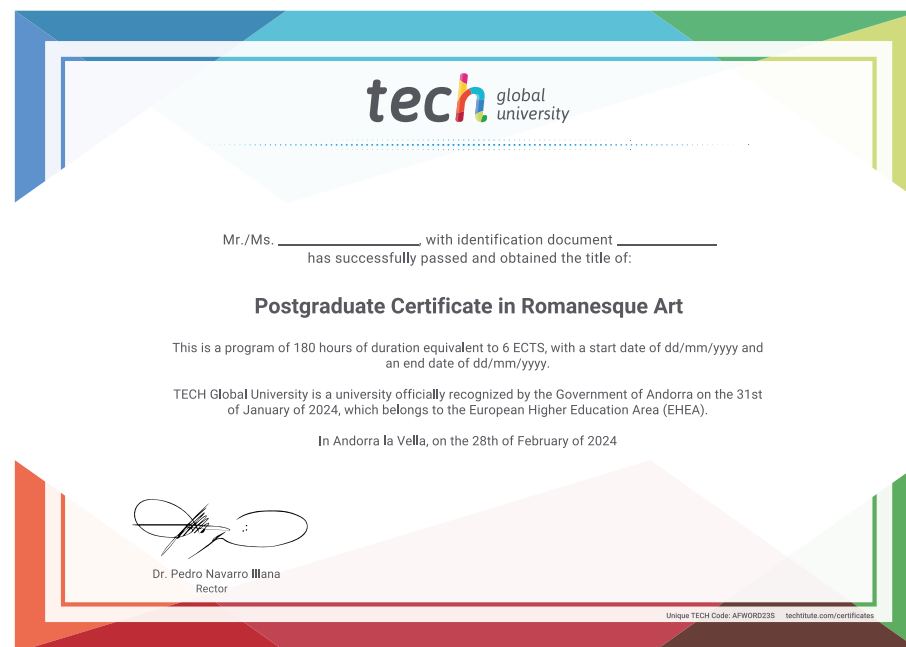 tech global university
Mr./Ms. ____________, with identification document ____________
has successfully passed and obtained the title of:
Postgraduate Certificate in Romanesque Art
This is a program of 180 hours of duration equivalent to 6 ECTS, with a start date of dd/mm/yyyy and
an end date of dd/mm/yyyy.
TECH Global University is a university officially recognized by the Government of Andorra on the 31st
of January of 2024, which belongs to the European Higher Education Area (EHEA).
In Andorra la Vella, on the 28th of February of 2024
Dr. Pedro Navarro Illana
Rector
Unique TECH Code: AFWORD23S techtitute.com/certificates